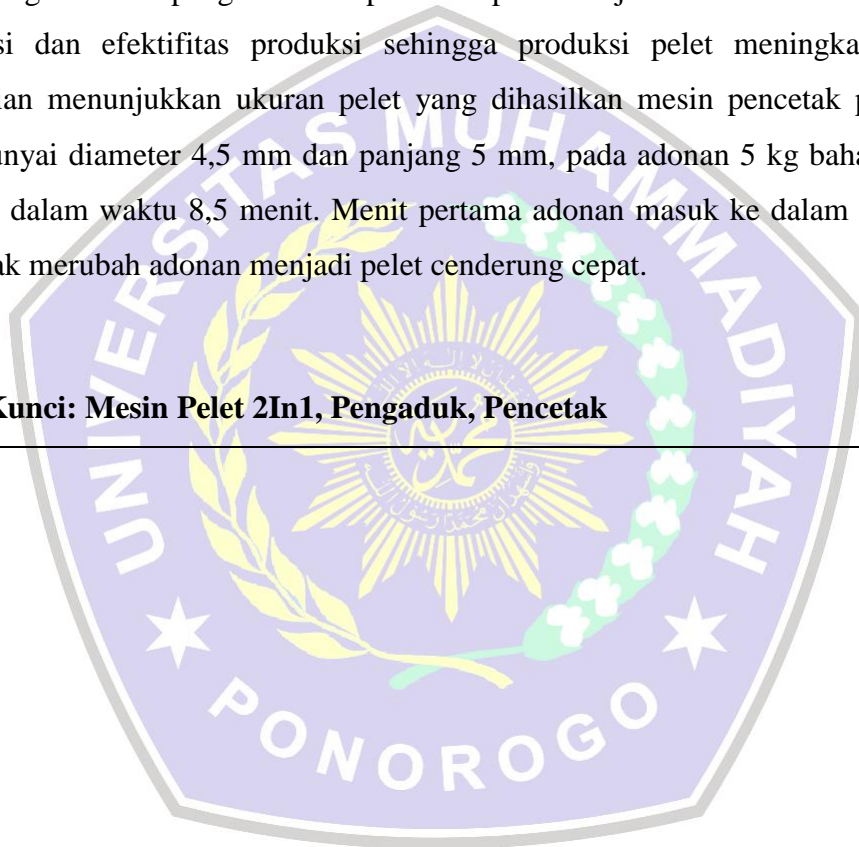 si dan efektifitas produksi sehingga produksi pelet
menunjukkan ukuran pelet yang dihasilkan mesin pencetak
diameter 4,5 mm dan panjang 5 mm, pada adonan 5 kg
dalam waktu 8,5 menit. Menit pertama adonan masuk ke dalam
ak merubah adonan menjadi pelet cenderung cepat.
Kunci: Mesin Pelet 2In1, Pengaduk, Pencetak
UNIVERSITAS MUHAMMADIYAH
PONOROGO